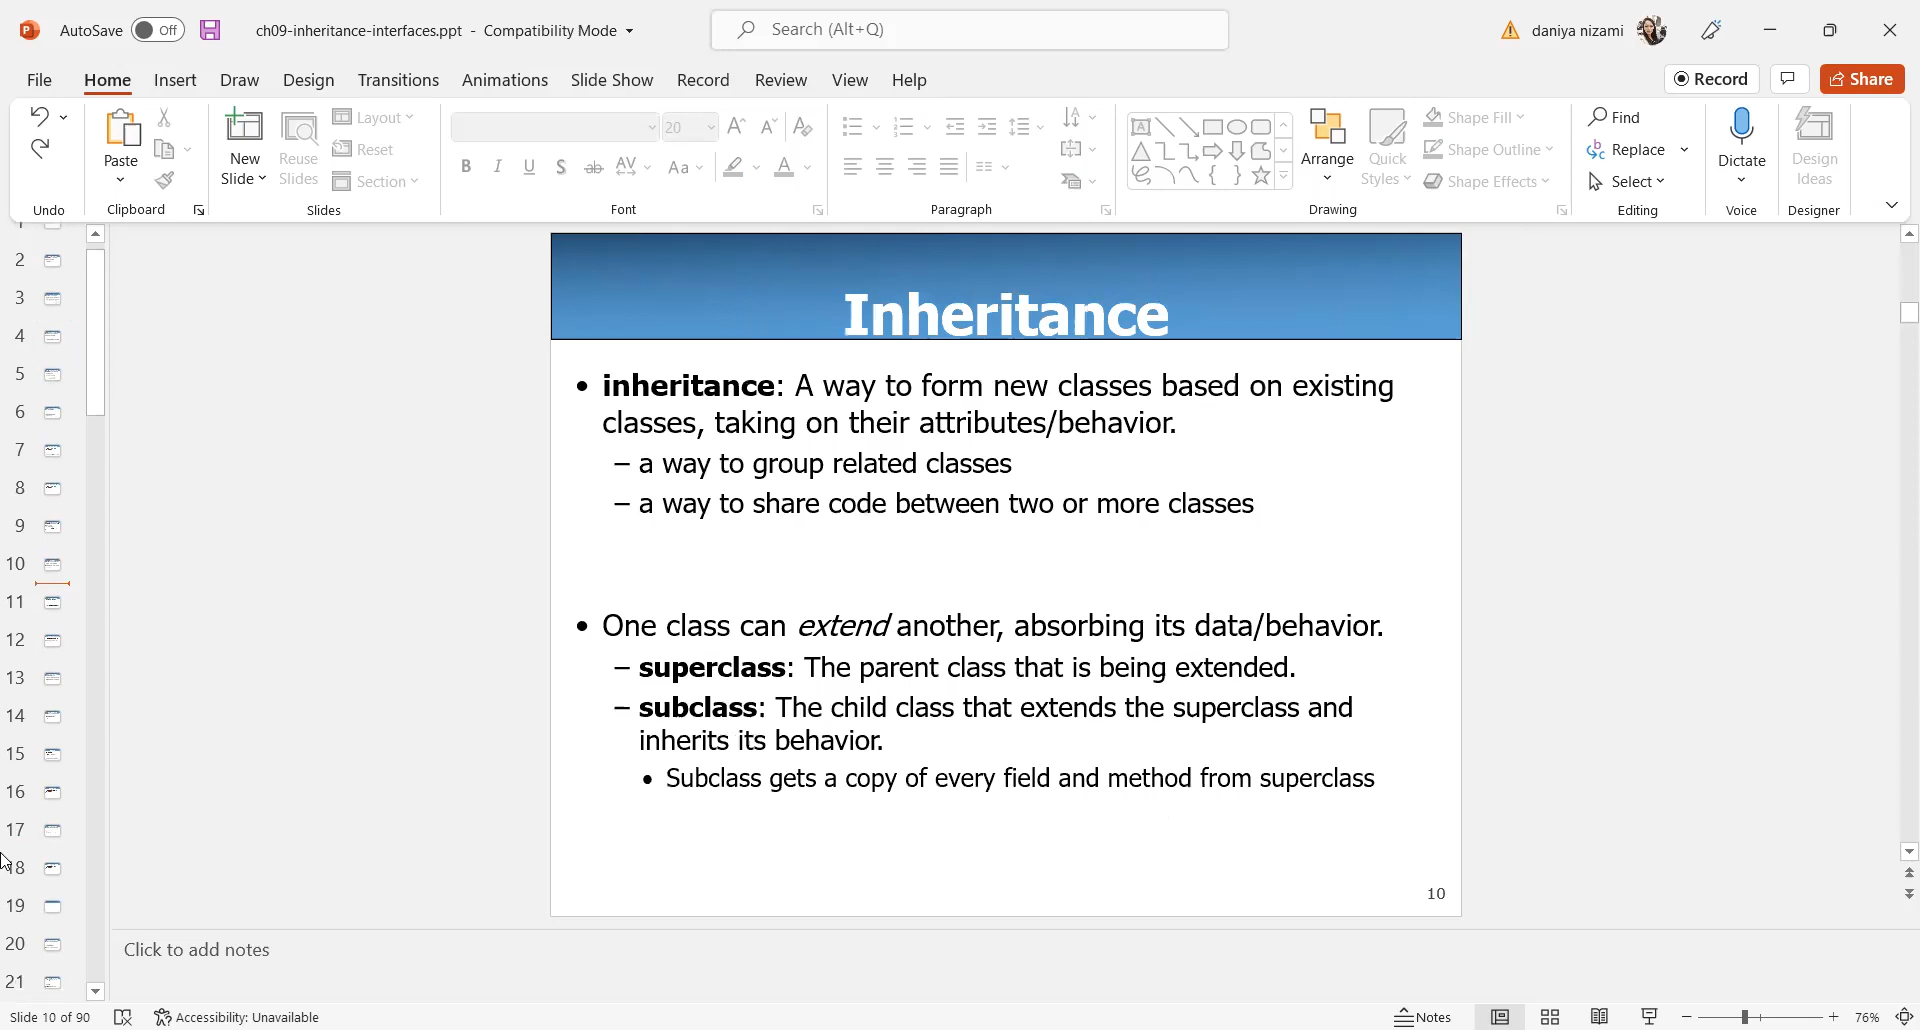 AutoSave Off ch09-inheritance-interfaces.ppt - Compatibility Mode Search (Alt+Q) daniya nizami
File Home Insert Draw Design Transitions Animations Slide Show Record Review View Help Record Share
Undo
Paste
Clipboard
New
Slide
Reuse
Slides
Layout
Reset
Section
Slides
20
B I U S ab AV Aa A
Font
Paragraph
Arrange
Quick
Styles
Shape Fill
Shape Outline
Shape Effects
Drawing
Find
Replace
Select
Editing
Dictate
Voice
Design
Ideas
Designer
2
3
4
5
6
7
8
9
10
11
12
13
14
15
16
17
18
19
20
21
Inheritance
• inheritance: A way to form new classes based on existing
classes, taking on their attributes/behavior.
– a way to group related classes
– a way to share code between two or more classes
• One class can extend another, absorbing its data/behavior.
– superclass: The parent class that is being extended.
– subclass: The child class that extends the superclass and
inherits its behavior.
• Subclass gets a copy of every field and method from superclass
10
Click to add notes
Slide 10 of 90 Accessibility: Unavailable Notes 76%